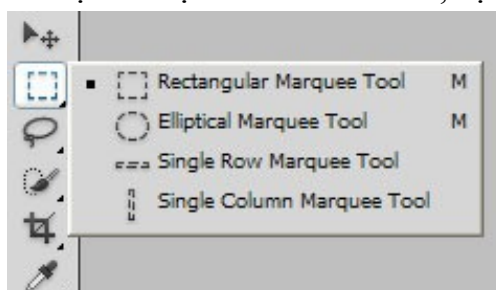 Rectangular Marquee Tool M
Elliptical Marquee Tool M
Single Row Marquee Tool
Single Column Marquee Tool